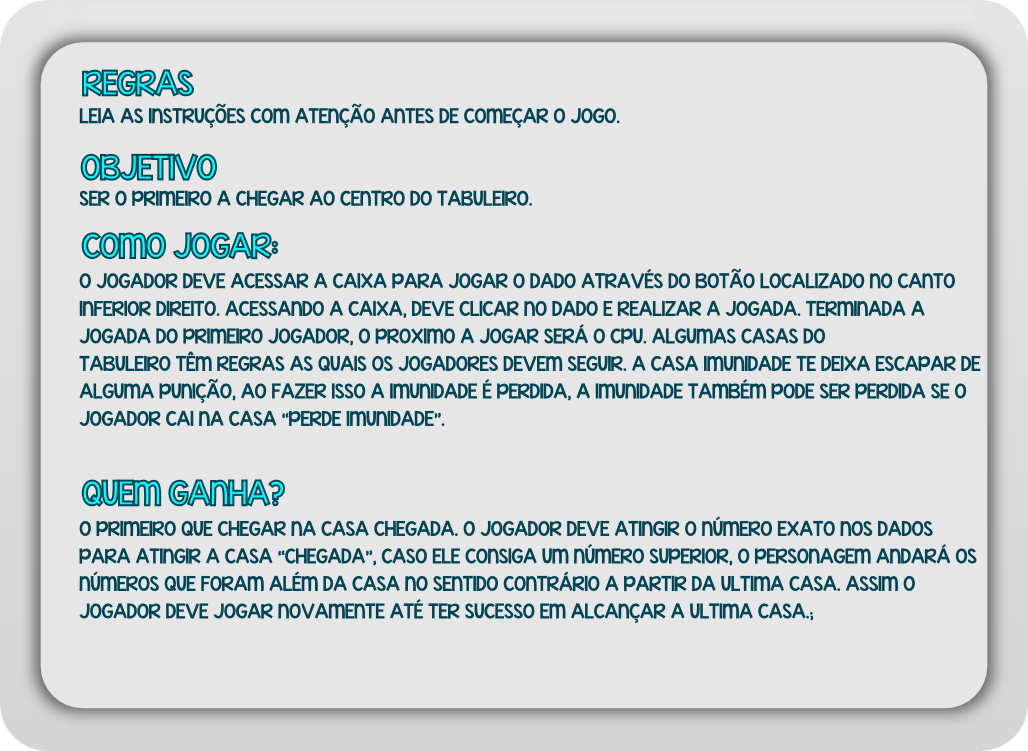 REGRAS
LEIA AS INSTRUÇÕES COM ATENÇÃO ANTES DE COMEÇAR O JOGO.
OBJETIVO
SER O PRIMEIRO A CHEGAR AO CENTRO DO TABULEIRO.
COMO JOGAR:
O JOGADOR DEVE ACESSAR A CAIXA PARA JOGAR O DADO ATRAVÉS DO BOTÃO LOCALIZADO NO CANTO
INFERIOR DIREITO. ACESSANDO A CAIXA, DEVE CLICAR NO DADO E REALIZAR A JOGADA. TERMINADA A
JOGADA DO PRIMEIRO JOGADOR, O PROXIMO A JOGAR SERÁ O CPU. ALGUMAS CASAS DO
TABULEIRO TÊM REGRAS AS QUAIS OS JOGADORES DEVEM SEGUIR. A CASA IMUNIDADE TE DEIXA ESCAPAR DE
ALGUMA PUNIÇÃO, AO FAZER ISSO A IMUNIDADE É PERDIDA, A IMUNIDADE TAMBÉM PODE SER PERDIDA SE O
JOGADOR CAI NA CASA "PERDE IMUNIDADE".
QUEM GANHA?
O PRIMEIRO QUE CHEGAR NA CASA CHEGADA. O JOGADOR DEVE ATINGIR O NÚMERO EXATO NOS DADOS
PARA ATINGIR A CASA "CHEGADA", CASO ELE CONSIGA UM NÚMERO SUPERIOR, O PERSONAGEM ANDARÁ OS
NÚMEROS QUE FORAM ALÉM DA CASA NO SENTIDO CONTRÁRIO A PARTIR DA ULTIMA CASA. ASSIM O
JOGADOR DEVE JOGAR NOVAMENTE ATÉ TER SUCESSO EM ALCANÇAR A ULTIMA CASA.;